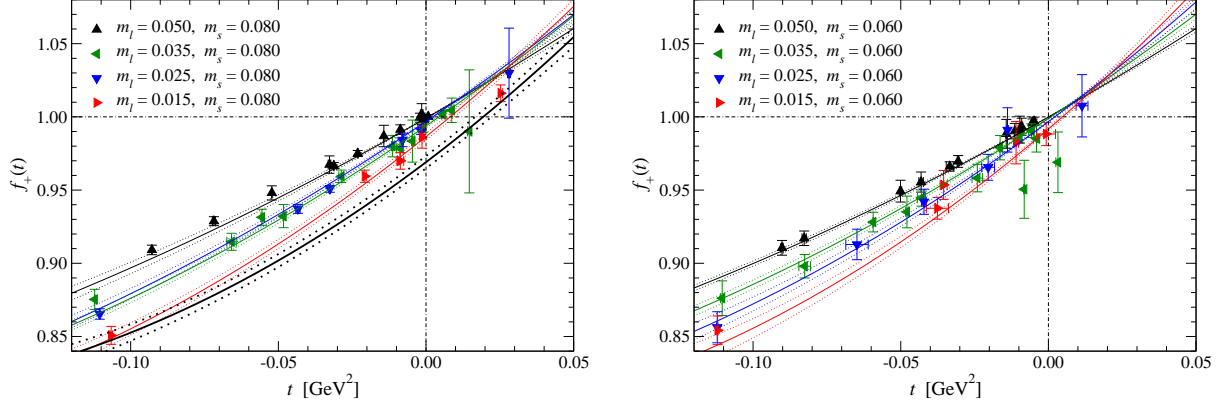 1.05
1.00
0.95
0.90
0.85
f₊(t)
m_l = 0.050, m_s = 0.080
m_l = 0.035, m_s = 0.080
m_l = 0.025, m_s = 0.080
m_l = 0.015, m_s = 0.080
-0.10 -0.05 0.00 0.05
t [GeV²]
1.05
1.00
0.95
0.90
0.85
f₊(t)
m_l = 0.050, m_s = 0.060
m_l = 0.035, m_s = 0.060
m_l = 0.025, m_s = 0.060
m_l = 0.015, m_s = 0.060
-0.10 -0.05 0.00 0.05
t [GeV²]